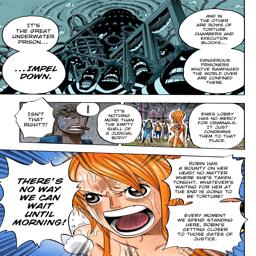 IT'S THE
GREAT
UNDERWATER
PRISON...
...IMPEL
DOWN.
AND IN
THE OTHER
ARE ROWS OF
TORTURE
CHAMBERS AND
EXECUTION
BLOCKS...
DANGEROUS
PRISONERS
WHO'VE RAMPAGED
THE WORLD OVER
ARE CONFINED
THERE.
ISN'T
THAT
RIGHT?!
!
IT'S
NOTHING
MORE THAN
THE EMPTY
SHELL OF
A JUDICIAL
BODY!
ENIES LOBBY
HAS NO MERCY
FOR CRIMINALS.
IT JUST
CONDEMNS
THEM TO
THAT PLACE.
ROBIN HAS
A BOUNTY ON HER
HEAD! NO MATTER
WHERE SHE'S TAKEN
TONIGHT, WHATEVER'S
WAITING FOR HER AT
THE END IS GOING
TO BE TORTURE!
THERE'S
NO WAY
WE CAN
WAIT
UNTIL
MORNING!
EVERY MOMENT
WE SPEND STANDING
HERE, ROBIN'S
GETTING CLOSER
TO THOSE GATES
OF JUSTICE.